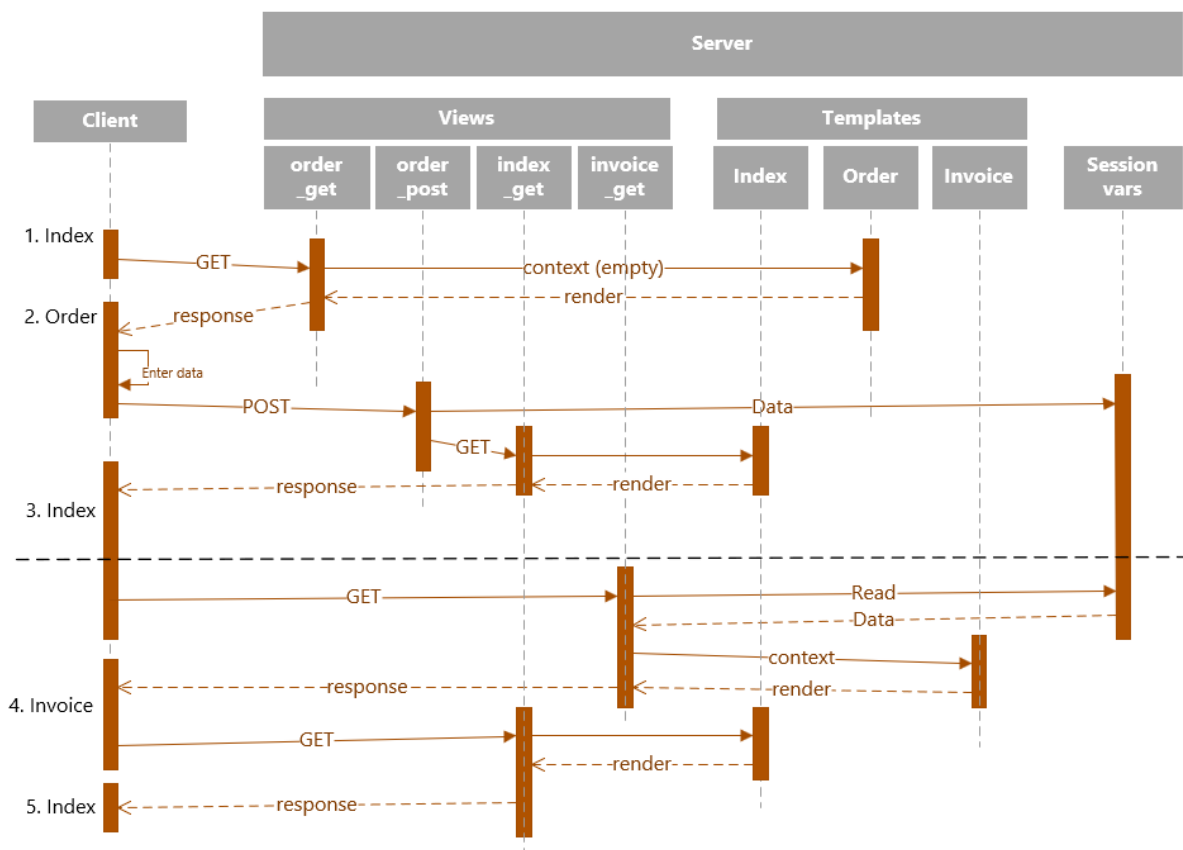 Server
Client
Views
Templates
order
_get
order
_post
index
_get
invoice
_get
Index
Order
Invoice
Session
vars
1. Index
GET
context (empty)
render
2. Order
response
Enter data
POST
Data
GET
response
render
3. Index
GET
Read
Data
context
response
render
4. Invoice
GET
render
5. Index
response